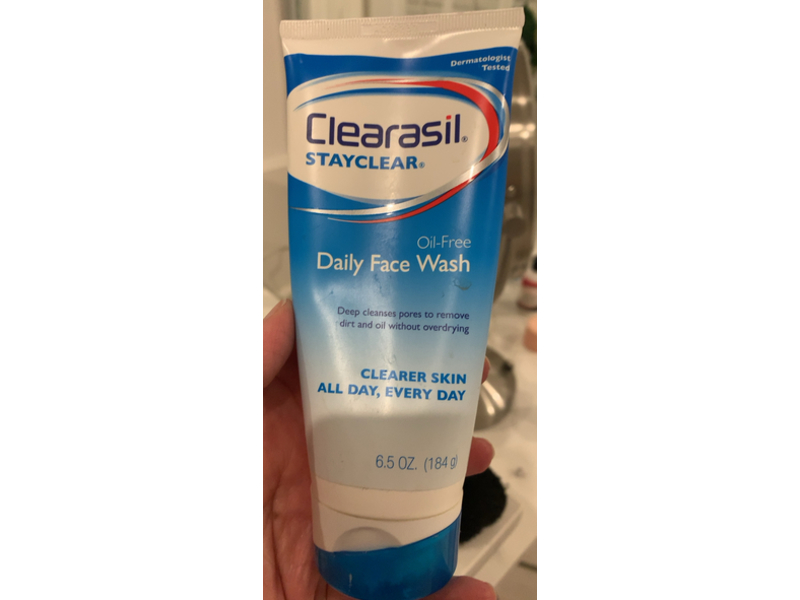 Dermatologist
Tested
Clearasil®
STAYCLEAR®
Oil-Free
Daily Face Wash
Deep cleanses pores to remove
dirt and oil without overdrying
CLEARER SKIN
ALL DAY, EVERY DAY
6.5 OZ. (184 g)